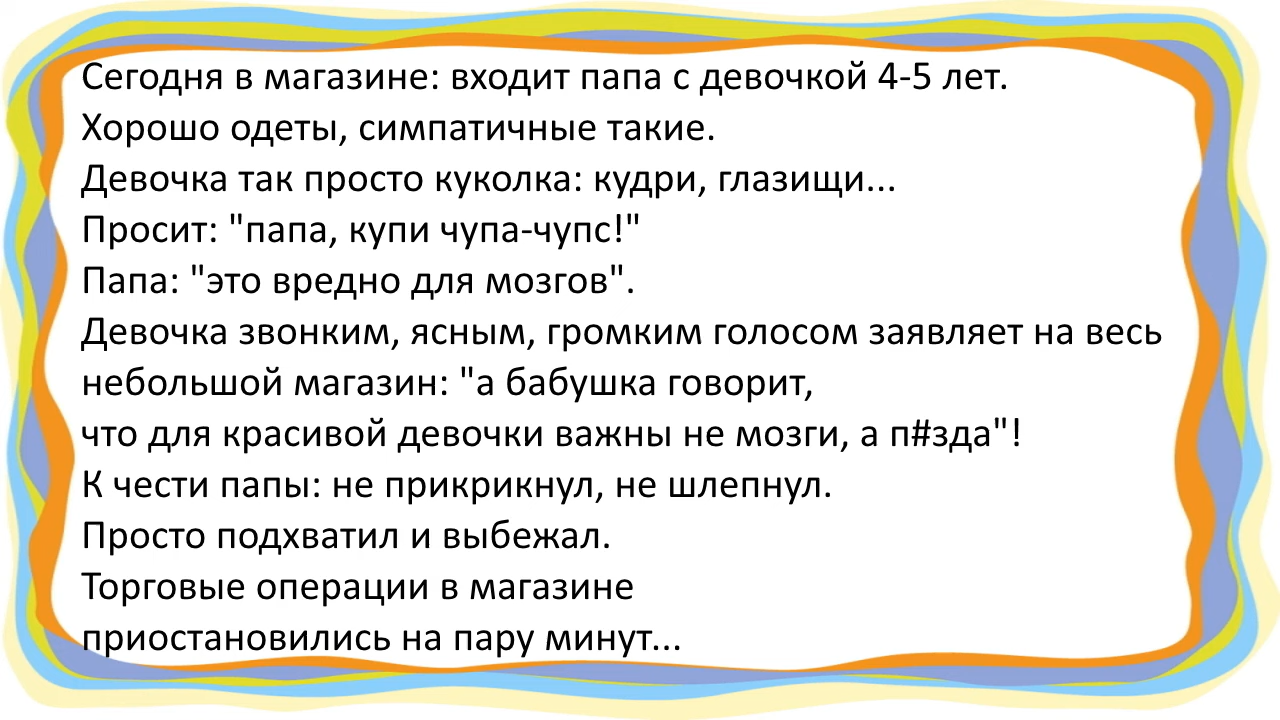 Сегодня в магазине: входит папа с девочкой 4-5 лет.
Хорошо одеты, симпатичные такие.
Девочка так просто куколка: кудри, глазищи...
Просит: "папа, купи чупа-чупс!"
Папа: "это вредно для мозгов".
Девочка звонким, ясным, громким голосом заявляет на весь
небольшой магазин: "а бабушка говорит,
что для красивой девочки важны не мозги, а п#зда"!
К чести папы: не прикрикнул, не шлепнул.
Просто подхватил и выбежал.
Торговые операции в магазине
приостановились на пару минут...